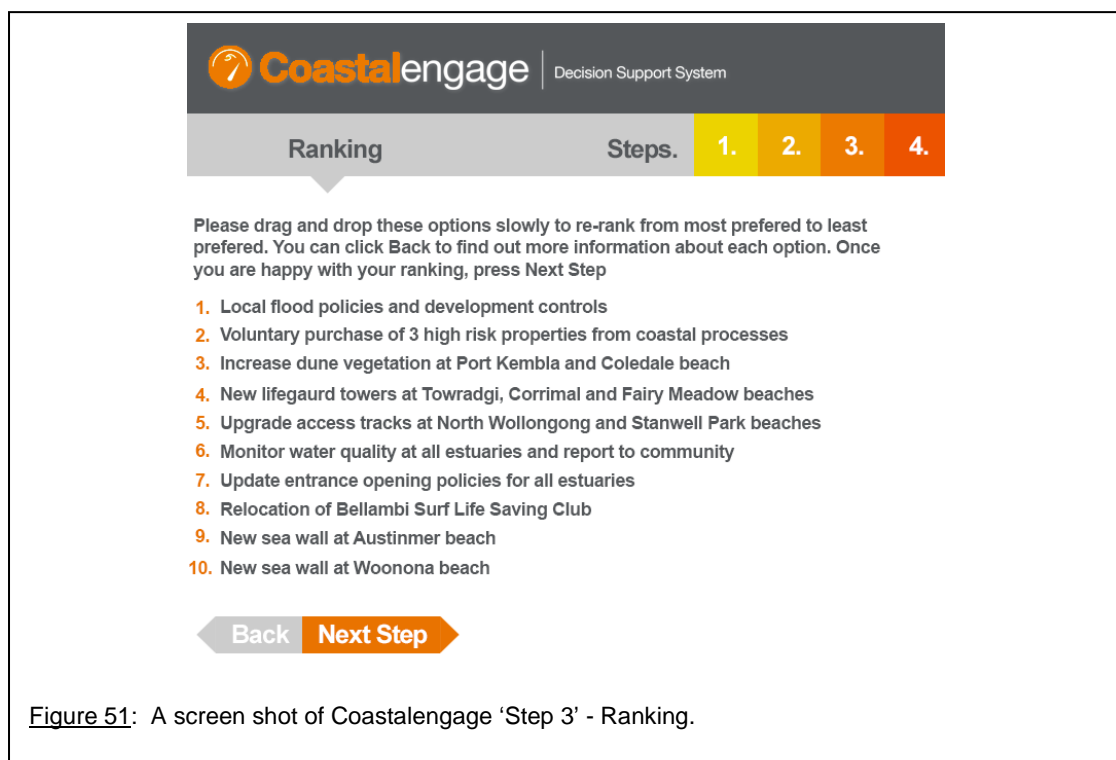 Coastalengage Decision Support System
Ranking Steps. 1. 2. 3. 4.
Please drag and drop these options slowly to re-rank from most prefered to least
prefered. You can click Back to find out more information about each option. Once
you are happy with your ranking, press Next Step
1. Local flood policies and development controls
2. Voluntary purchase of 3 high risk properties from coastal processes
3. Increase dune vegetation at Port Kembla and Coledale beach
4. New lifegaurd towers at Towradgi, Corrimal and Fairy Meadow beaches
5. Upgrade access tracks at North Wollongong and Stanwell Park beaches
6. Monitor water quality at all estuaries and report to community
7. Update entrance opening policies for all estuaries
8. Relocation of Bellambi Surf Life Saving Club
9. New sea wall at Austinmer beach
10. New sea wall at Woonona beach
Back Next Step
Figure 51: A screen shot of Coastalengage ‘Step 3’ - Ranking.